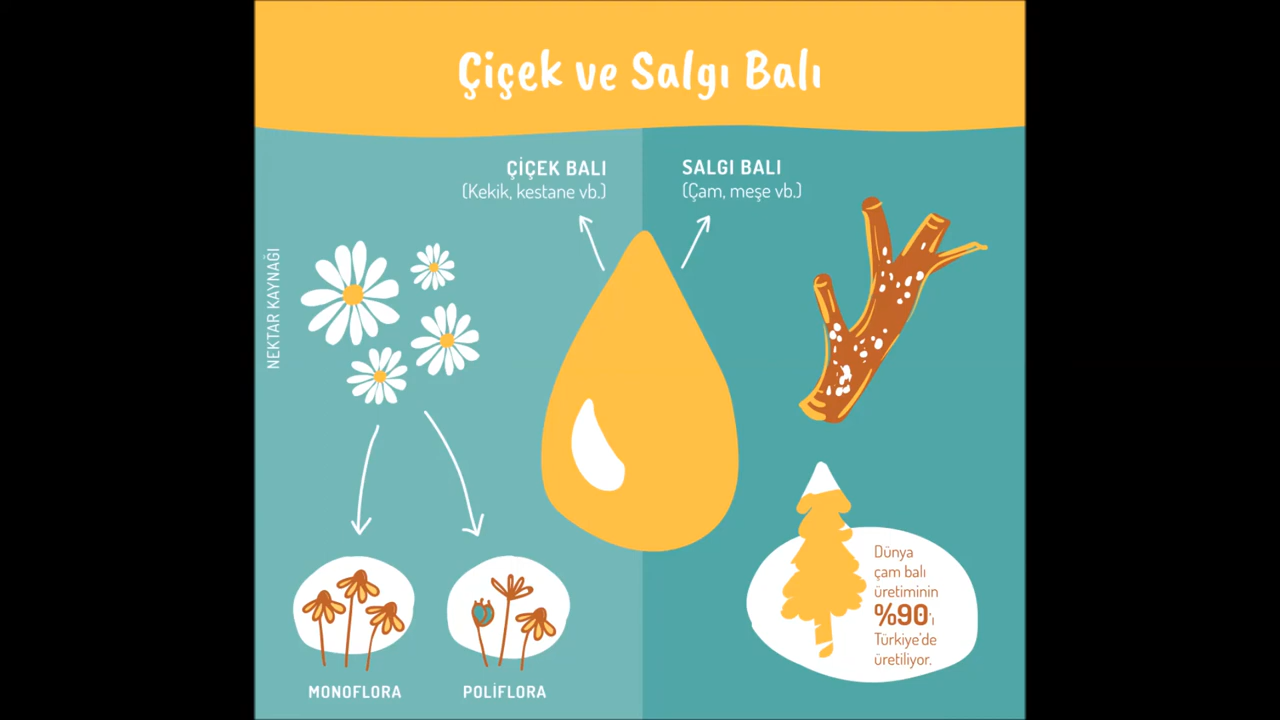 Çiçek ve Salgı Balı
ÇİÇEK BALI
(Kekik, kestane vb.)
SALGI BALI
(Çam, meşe vb.)
NEKTAR KAYNAĞI
MONOFLORA
POLİFLORA
Dünya
çam balı
üretiminin
%90'ı
Türkiye'de
üretiliyor.